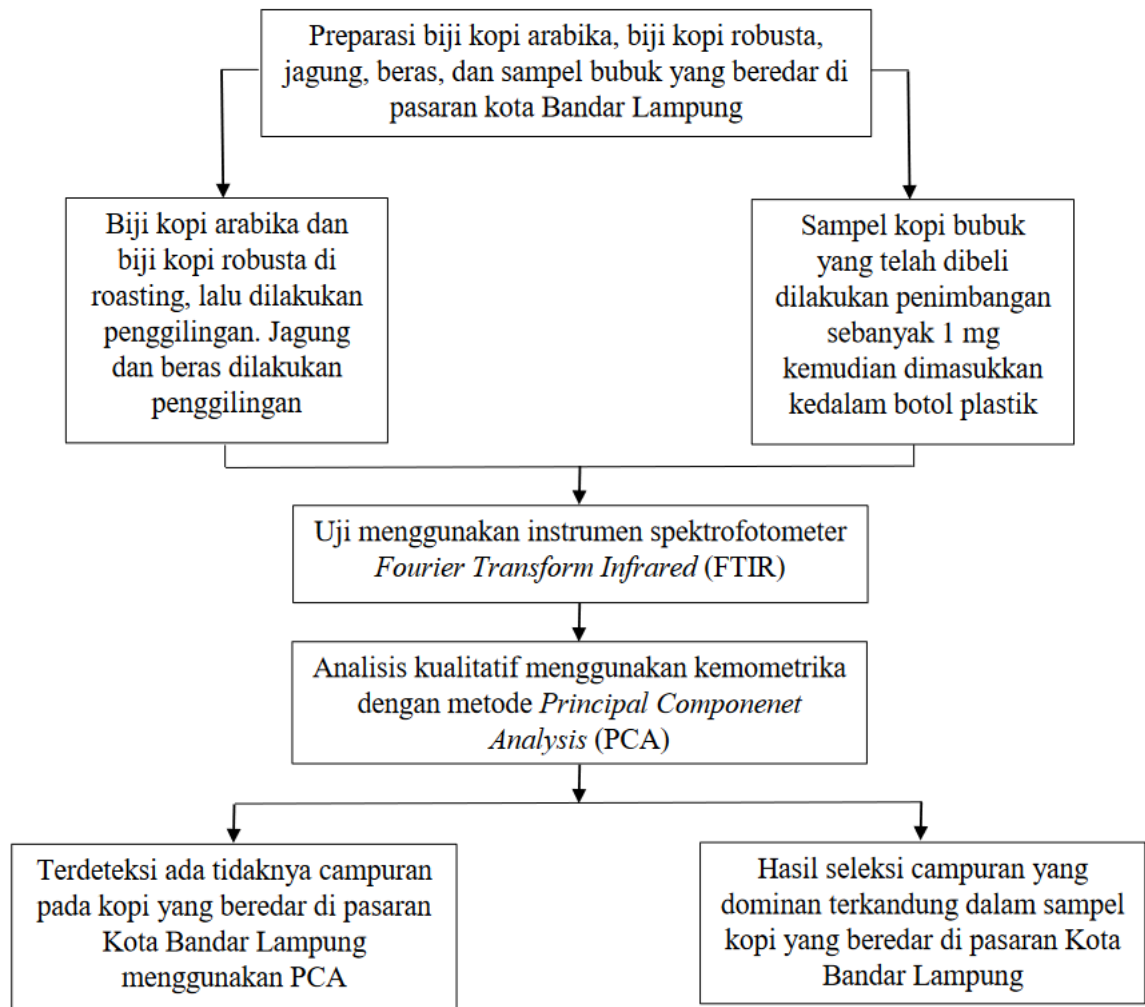 Preparasi biji kopi arabika, biji kopi robusta,
jagung, beras, dan sampel bubuk yang beredar di
pasaran kota Bandar Lampung
Biji kopi arabika dan
biji kopi robusta di
roasting, lalu dilakukan
penggilingan. Jagung
dan beras dilakukan
penggilingan
Sampel kopi bubuk
yang telah dibeli
dilakukan penimbangan
sebanyak 1 mg
kemudian dimasukkan
kedalam botol plastik
Uji menggunakan instrumen spektrofotometer
Fourier Transform Infrared (FTIR)
Analisis kualitatif menggunakan kemometrika
dengan metode Principal Componenet
Analysis (PCA)
Terdeteksi ada tidaknya campuran
pada kopi yang beredar di pasaran
Kota Bandar Lampung
menggunakan PCA
Hasil seleksi campuran yang
dominan terkandung dalam sampel
kopi yang beredar di pasaran Kota
Bandar Lampung